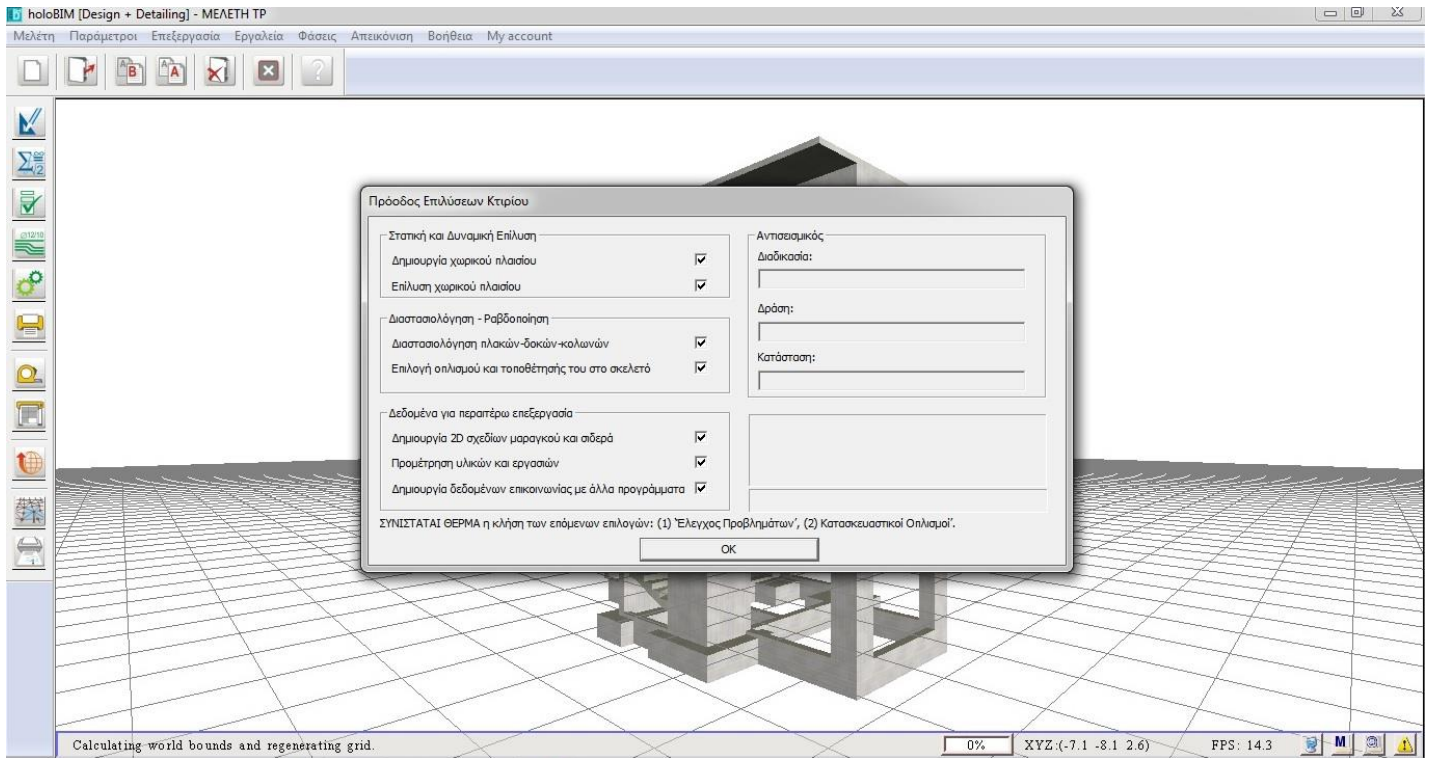 holoBIM [Design + Detailing] - ΜΕΛΕΤΗ ΤΡ
Μελέτη Παράμετροι Επεξεργασία Εργαλεία Φάσεις Απεικόνιση Βοήθεια My account
Πρόοδος Επιλύσεων Κτιρίου
Στατική και Δυναμική Επίλυση
Δημιουργία χωρικού πλαισίου
Επίλυση χωρικού πλαισίου
Διαστασιολόγηση - Ραβδοποίηση
Διαστασιολόγηση πλακών-δοκών-κολωνών
Επιλογή οπλισμού και τοποθέτησής του στο σκελετό
Δεδομένα για περαιτέρω επεξεργασία
Δημιουργία 2D σχεδίων μαραγκού και σιδερά
Προμέτρηση υλικών και εργασιών
Δημιουργία δεδομένων επικοινωνίας με άλλα προγράμματα
Αντισεισμικός
Διαδικασία:
Δράση:
Κατάσταση:
ΣΥΝΙΣΤΑΤΑΙ ΘΕΡΜΑ η κλήση των επόμενων επιλογών: (1) 'Έλεγχος Προβλημάτων', (2) Κατασκευαστικοί Οπλισμοί'.
OK
Calculating world bounds and regenerating grid.
0%
XYZ:(-7.1 -8.1 2.6)
FPS: 14.3
M